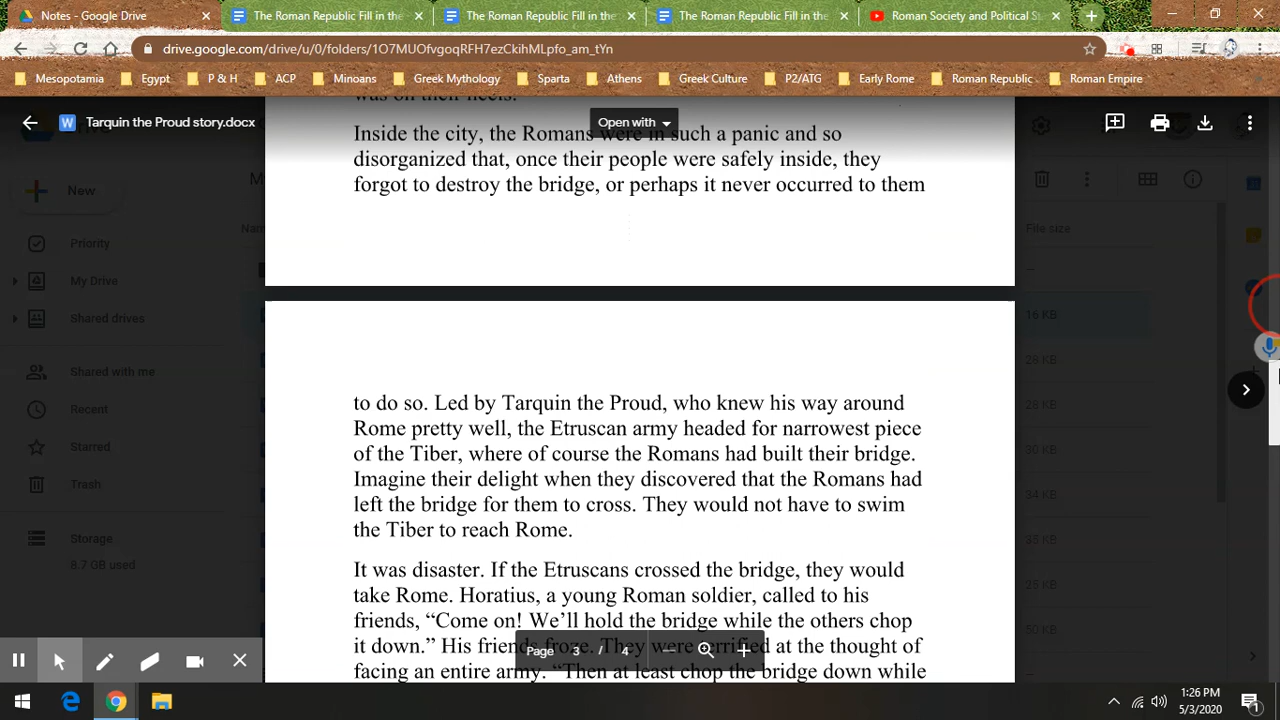 Notes - Google Drive
The Roman Republic Fill in the
The Roman Republic Fill in the
The Roman Republic Fill in the
Roman Society and Political St
drive.google.com/drive/u/0/folders/1O7MUOfvgoqRFH7ezCkihMLpfo_am_tYn
Mesopotamia Egypt P & H ACP Minoans Greek Mythology Sparta Athens Greek Culture P2/ATG Early Rome Roman Republic Roman Empire
was on their heels.
Tarquin the Proud story.docx
Open with
Inside the city, the Romans were in such a panic and so
disorganized that, once their people were safely inside, they
forgot to destroy the bridge, or perhaps it never occurred to them
New
Priority
My Drive
Shared drives
Shared with me
Recent
Starred
Trash
Storage
8.7 GB used
File size
16 KB
to do so. Led by Tarquin the Proud, who knew his way around
Rome pretty well, the Etruscan army headed for narrowest piece
of the Tiber, where of course the Romans had built their bridge.
Imagine their delight when they discovered that the Romans had
left the bridge for them to cross. They would not have to swim
the Tiber to reach Rome.
It was disaster. If the Etruscans crossed the bridge, they would
take Rome. Horatius, a young Roman soldier, called to his
friends, “Come on! We’ll hold the bridge while the others chop
it down.” His friends froze. They were terrified at the thought of
facing an entire army. “Then at least chop the bridge down while
Page 3 / 4
34 KB
25 KB
50 KB
1:26 PM
5/3/2020
1